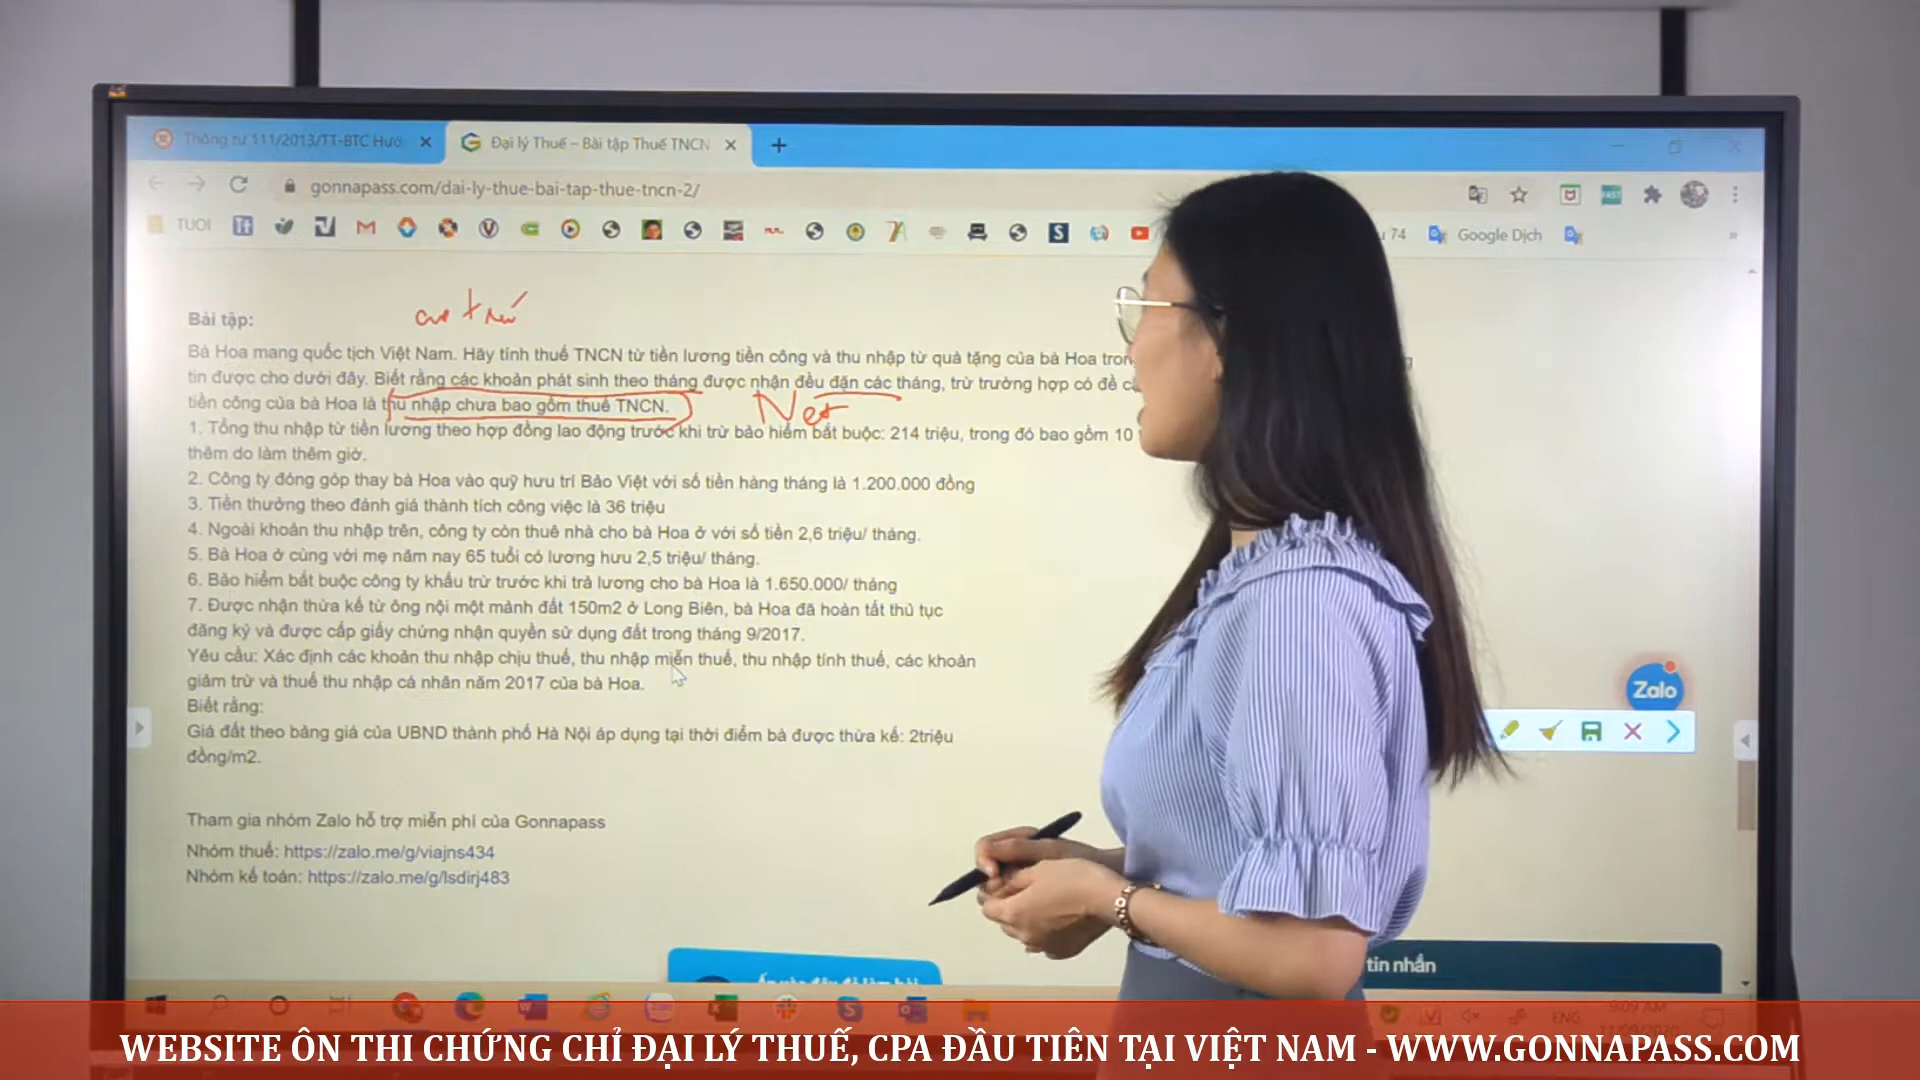 Thông tư 111/2013/TT-BTC Hướ
Đại lý Thuế – Bài tập Thuế TNCN
gonnapass.com/dai-ly-thue-bai-tap-thue-tncn-2/
TUOI
74
Google Dịch
cư trú
Bài tập:
Bà Hoa mang quốc tịch Việt Nam. Hãy tính thuế TNCN từ tiền lương tiền công và thu nhập từ quà tặng của bà Hoa tron
tin được cho dưới đây. Biết rằng các khoản phát sinh theo tháng được nhận đều đặn các tháng, trừ trường hợp có đề c
tiền công của bà Hoa là thu nhập chưa bao gồm thuế TNCN.
Net
1. Tổng thu nhập từ tiền lương theo hợp đồng lao động trước khi trừ bảo hiểm bắt buộc: 214 triệu, trong đó bao gồm 10
thêm do làm thêm giờ.
2. Công ty đóng góp thay bà Hoa vào quỹ hưu trí Bảo Việt với số tiền hàng tháng là 1.200.000 đồng
3. Tiền thưởng theo đánh giá thành tích công việc là 36 triệu
4. Ngoài khoản thu nhập trên, công ty còn thuê nhà cho bà Hoa ở với số tiền 2,6 triệu/ tháng.
5. Bà Hoa ở cùng với mẹ năm nay 65 tuổi có lương hưu 2,5 triệu/ tháng.
6. Bảo hiểm bắt buộc công ty khấu trừ trước khi trả lương cho bà Hoa là 1.650.000/ tháng
7. Được nhận thừa kế từ ông nội một mảnh đất 150m2 ở Long Biên, bà Hoa đã hoàn tất thủ tục
đăng ký và được cấp giấy chứng nhận quyền sử dụng đất trong tháng 9/2017.
Yêu cầu: Xác định các khoản thu nhập chịu thuế, thu nhập miễn thuế, thu nhập tính thuế, các khoản
giảm trừ và thuế thu nhập cá nhân năm 2017 của bà Hoa.
Biết rằng:
Giá đất theo bảng giá của UBND thành phố Hà Nội áp dụng tại thời điểm bà được thừa kế: 2triệu
đồng/m2.
Zalo
Tham gia nhóm Zalo hỗ trợ miễn phí của Gonnapass
Nhóm thuế: https://zalo.me/g/viajns434
Nhóm kế toán: https://zalo.me/g/lsdirj483
tin nhắn
ENG
9:09 AM
WEBSITE ÔN THI CHỨNG CHỈ ĐẠI LÝ THUẾ, CPA ĐẦU TIÊN TẠI VIỆT NAM - WWW.GONNAPASS.COM